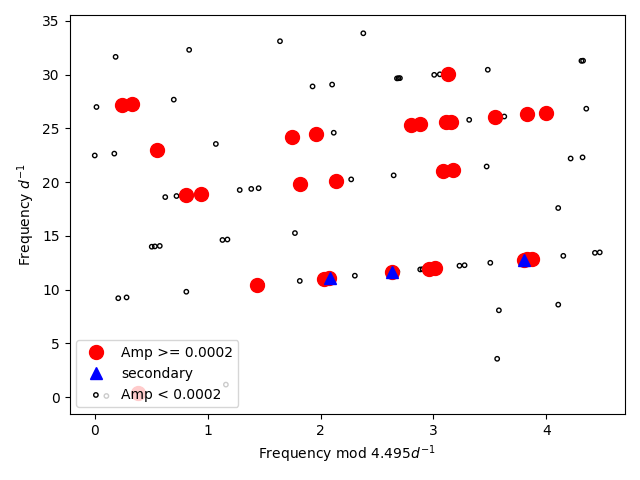 35
30
25
20
15
10
5
0
Frequency $d^{-1}$
Amp >= 0.0002
secondary
Amp < 0.0002
0 1 2 3 4
Frequency mod 4.495$d^{-1}$